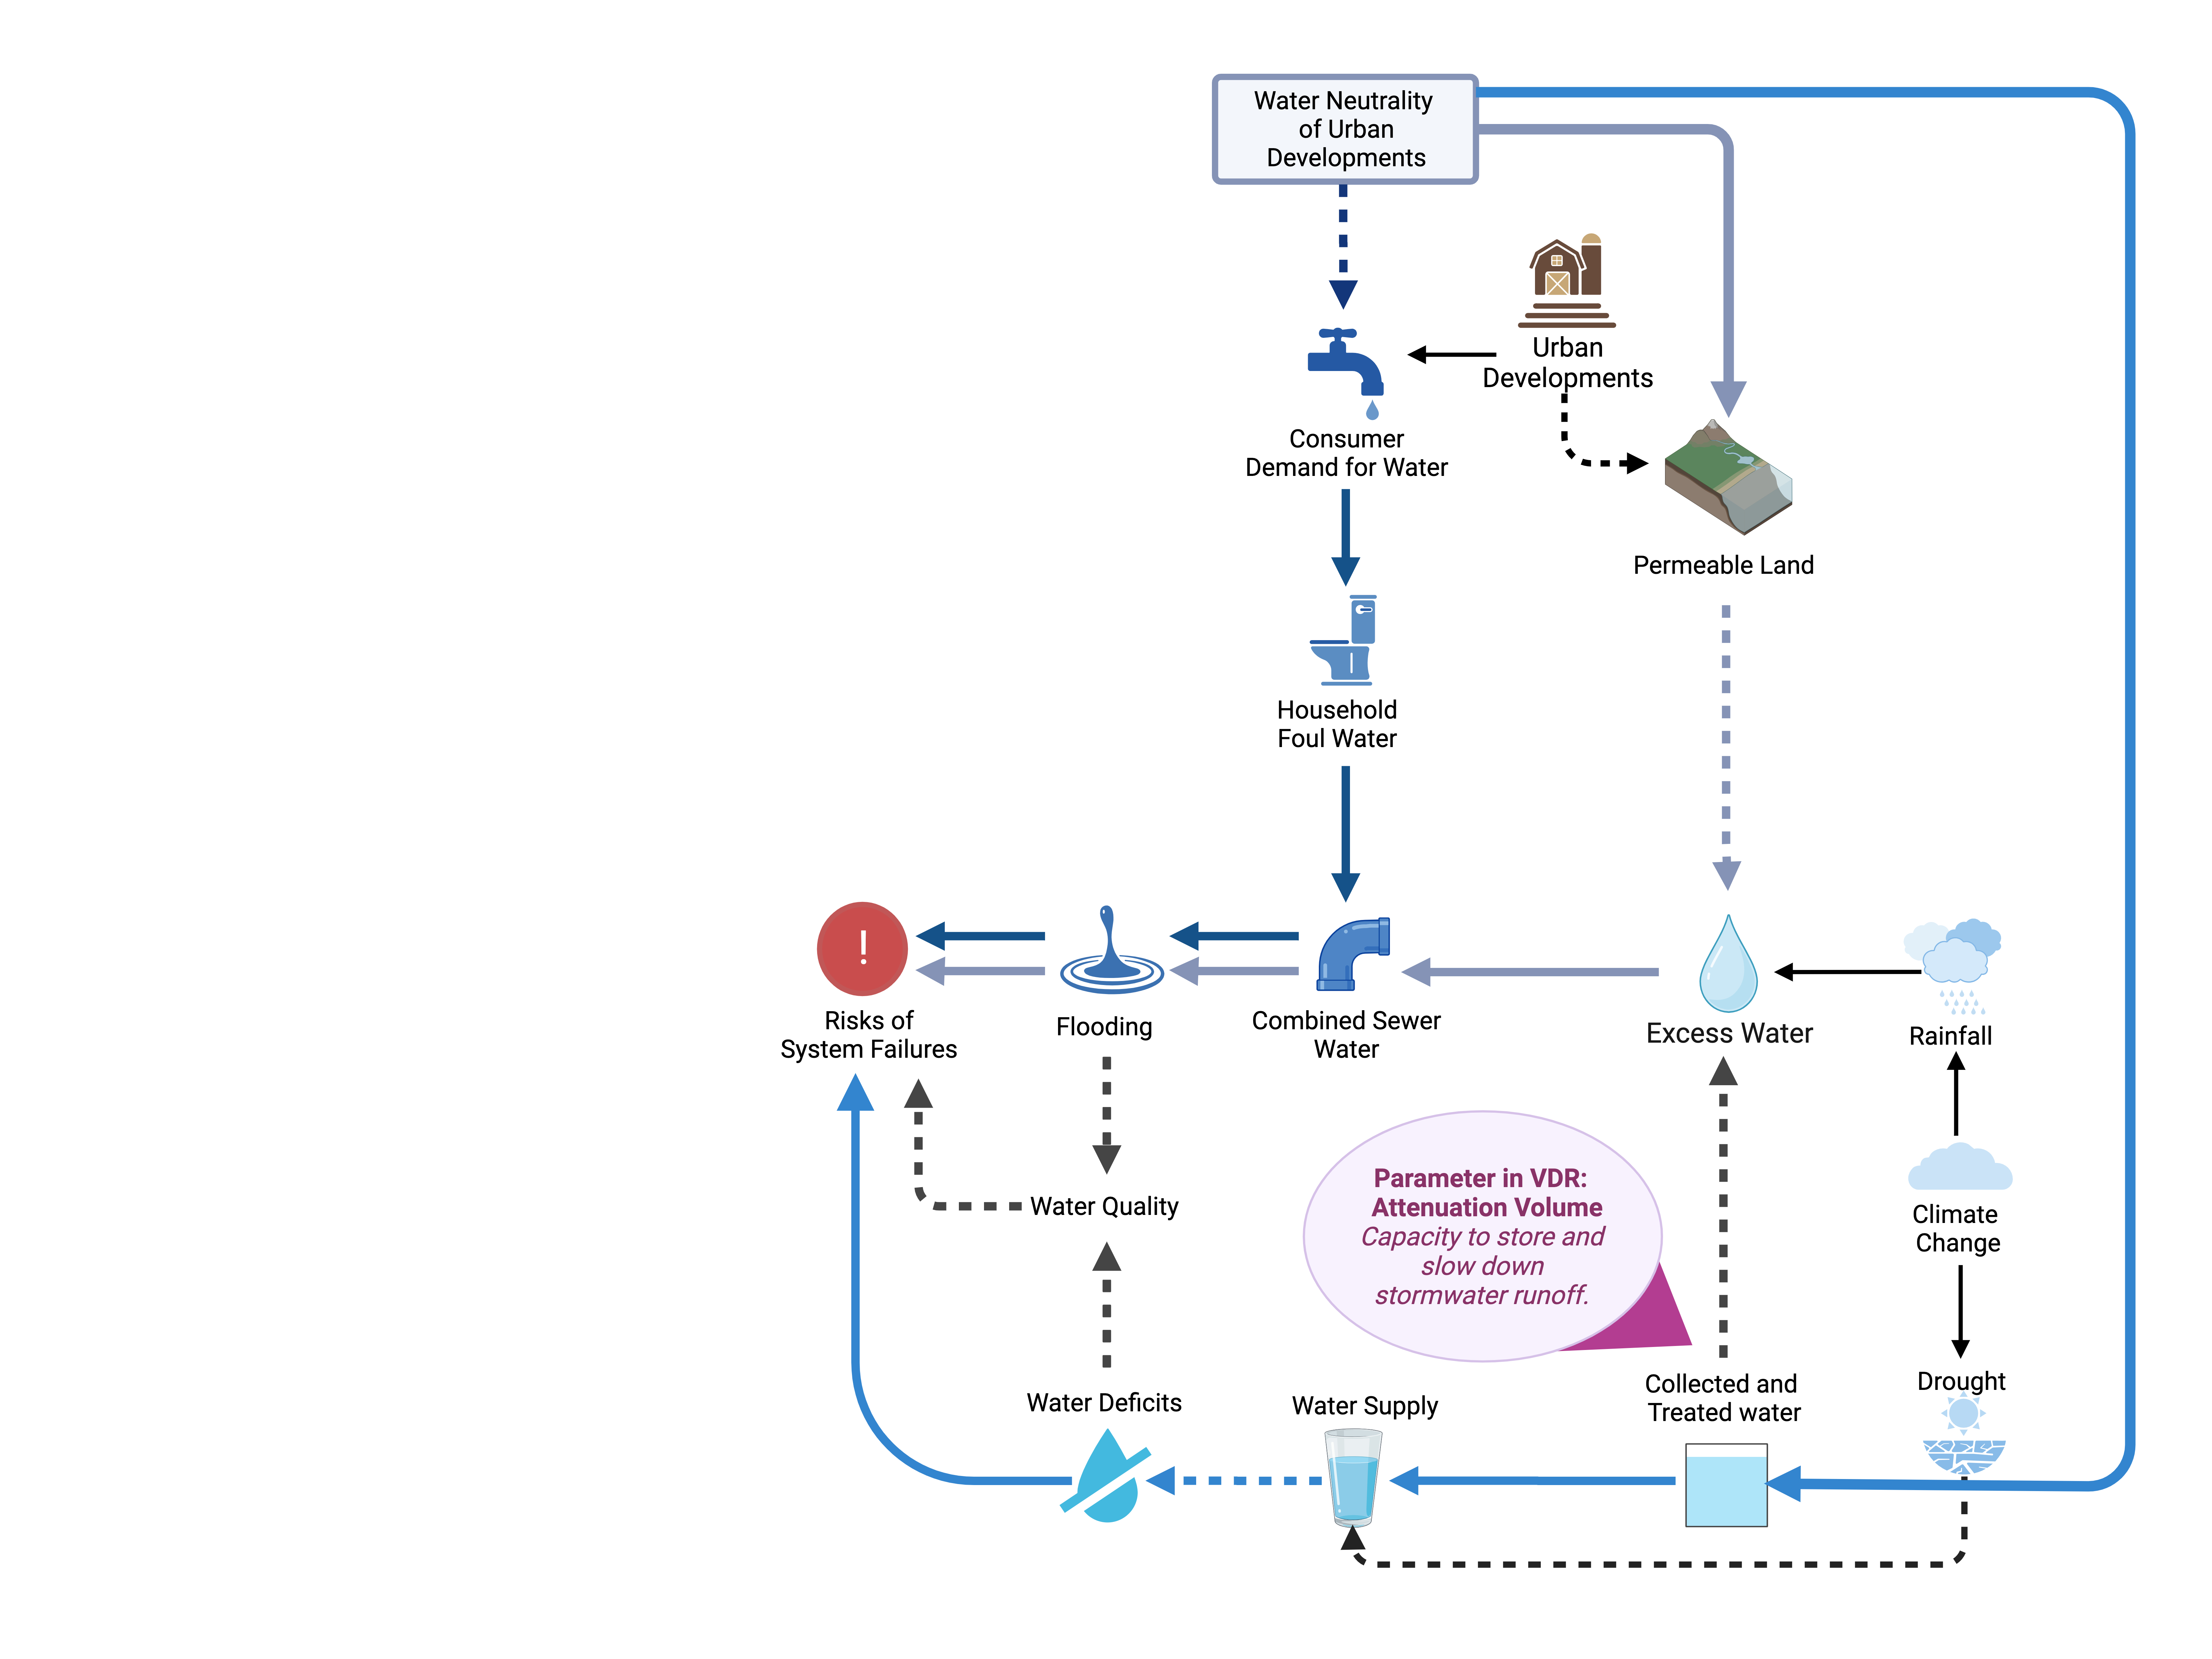 Water Neutrality
of Urban
Developments
Urban
Developments
Consumer
Demand for Water
Permeable Land
Household
Foul Water
Risks of
System Failures
Flooding
Combined Sewer
Water
Excess Water
Rainfall
Parameter in VDR:
Attenuation Volume
Capacity to store and
slow down
stormwater runoff.
Water Quality
Climate
Change
Water Deficits
Water Supply
Collected and
Treated water
Drought